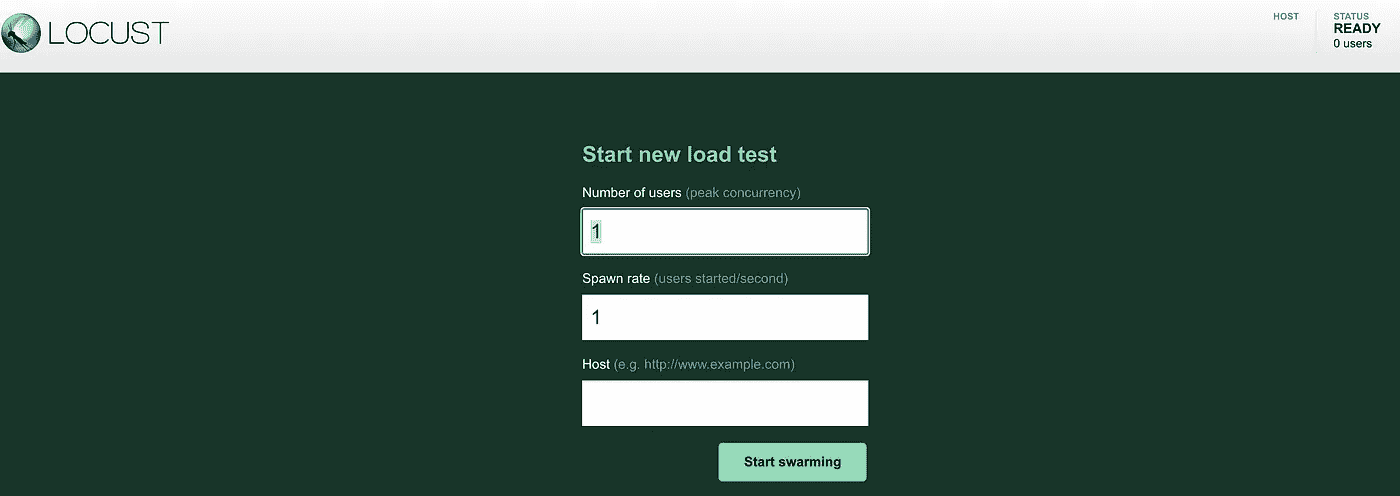 LOCUST
HOST
STATUS
READY
0 users
Start new load test
Number of users (peak concurrency)
1
Spawn rate (users started/second)
1
Host (e.g. http://www.example.com)
Start swarming